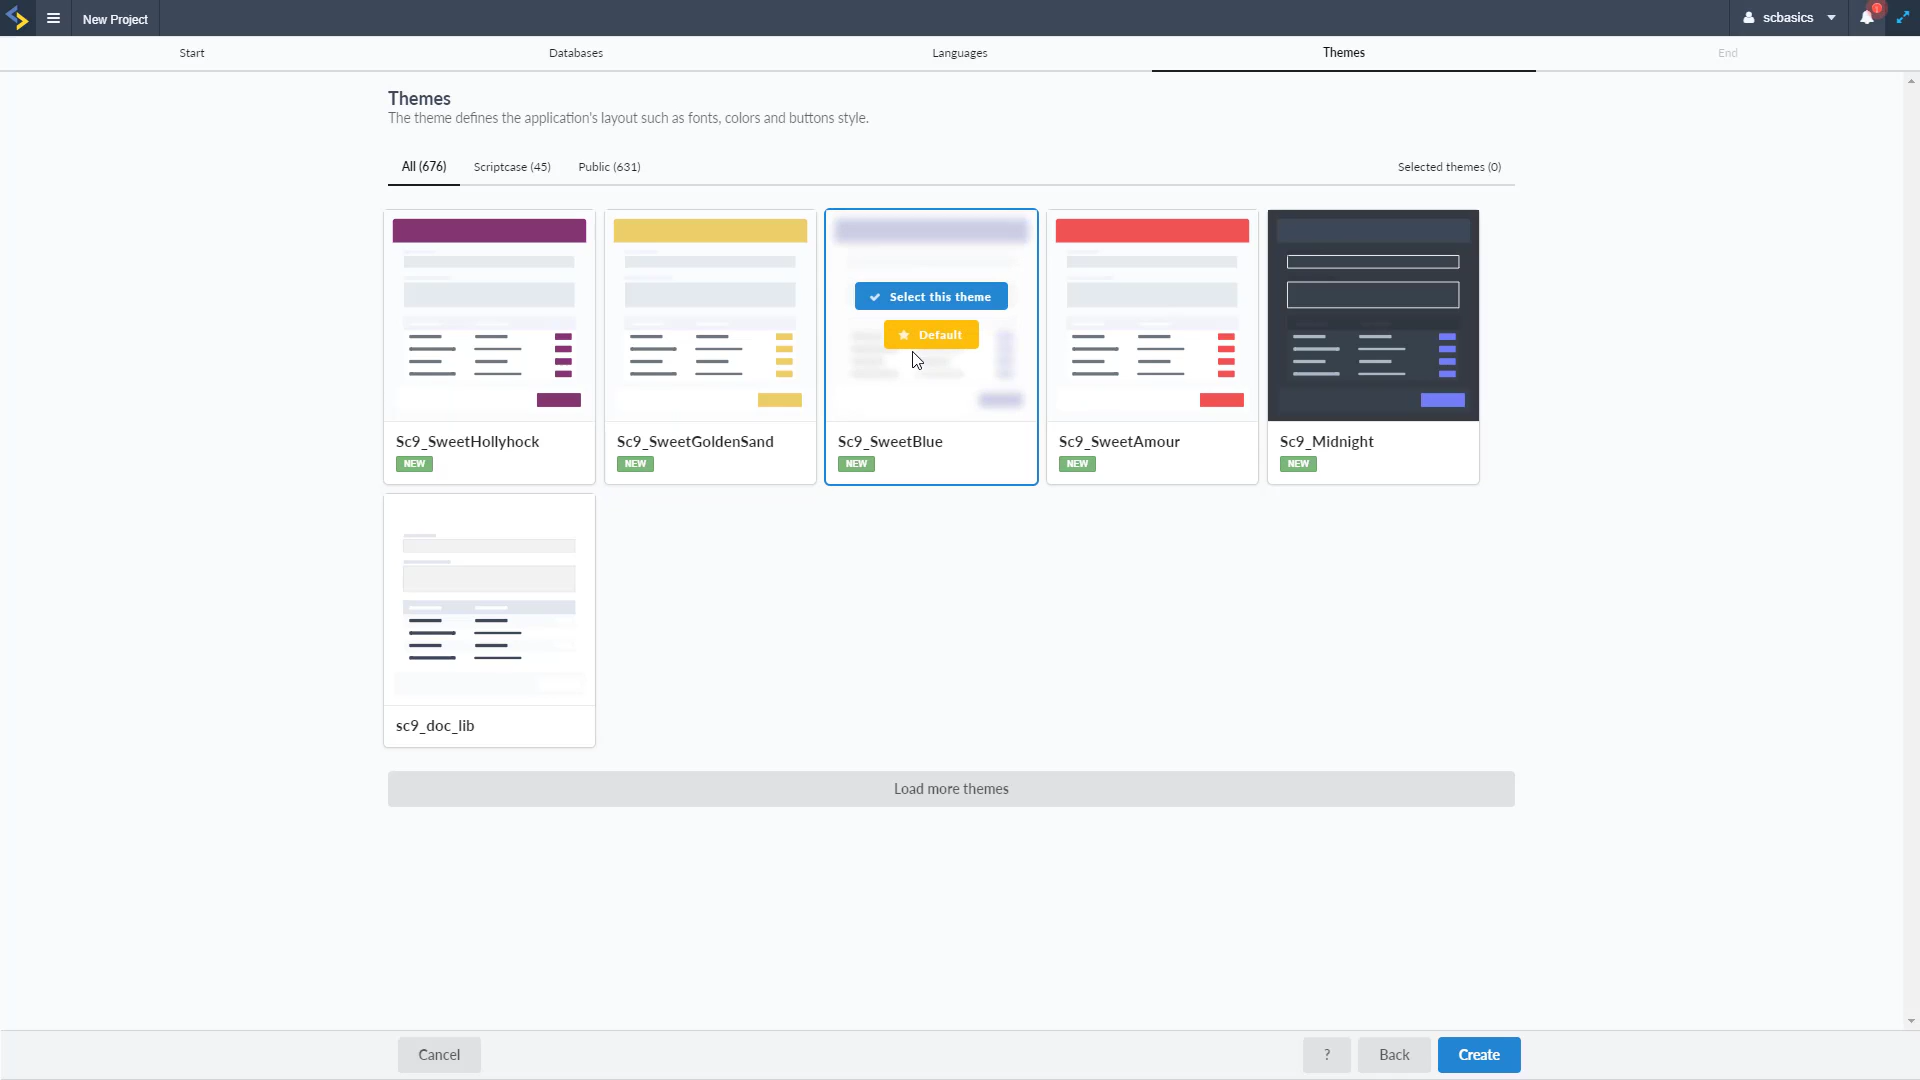 New Project
scbasics
Start
Databases
Languages
Themes
End
Themes
The theme defines the application's layout such as fonts, colors and buttons style.
All (676)
Scriptcase (45)
Public (631)
Selected themes (0)
Select this theme
Default
Sc9_SweetHollyhock
Sc9_SweetGoldenSand
Sc9_SweetBlue
Sc9_SweetAmour
Sc9_Midnight
NEW
NEW
NEW
NEW
NEW
sc9_doc_lib
Load more themes
Cancel
?
Back
Create